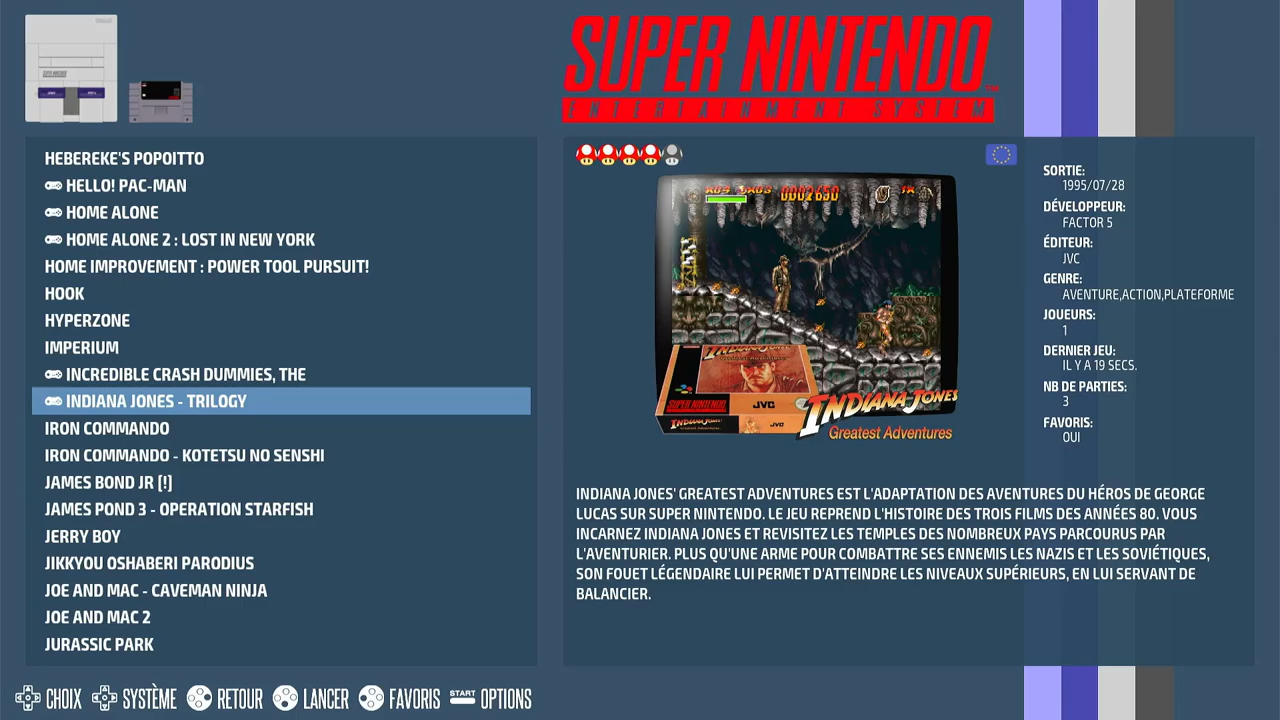 SUPER NINTENDO
ENTERTAINMENT SYSTEM
HEBEREKE'S POPOITTO
HELLO! PAC-MAN
HOME ALONE
HOME ALONE 2 : LOST IN NEW YORK
HOME IMPROVEMENT : POWER TOOL PURSUIT!
HOOK
HYPERZONE
IMPERIUM
INCREDIBLE CRASH DUMMIES, THE
INDIANA JONES - TRILOGY
IRON COMMANDO
IRON COMMANDO - KOTETSU NO SENSHI
JAMES BOND JR [!]
JAMES POND 3 - OPERATION STARFISH
JERRY BOY
JIKKYOU OSHABERI PARODIUS
JOE AND MAC - CAVEMAN NINJA
JOE AND MAC 2
JURASSIC PARK
0002650
INDIANA JONES
SUPER NINTENDO
JVC
INDIANA JONES
JVC
INDIANA JONES
Greatest Adventures
SORTIE:
1995/07/28
DÉVELOPPEUR:
FACTOR 5
ÉDITEUR:
JVC
GENRE:
AVENTURE,ACTION,PLATEFORME
JOUEURS:
1
DERNIER JEU:
IL Y A 19 SECS.
NB DE PARTIES:
3
FAVORIS:
OUI
INDIANA JONES' GREATEST ADVENTURES EST L'ADAPTATION DES AVENTURES DU HÉROS DE GEORGE
LUCAS SUR SUPER NINTENDO. LE JEU REPREND L'HISTOIRE DES TROIS FILMS DES ANNÉES 80. VOUS
INCARNEZ INDIANA JONES ET REVISITEZ LES TEMPLES DES NOMBREUX PAYS PARCOURUS PAR
L'AVENTURIER. PLUS QU'UNE ARME POUR COMBATTRE SES ENNEMIS LES NAZIS ET LES SOVIÉTIQUES,
SON FOUET LÉGENDAIRE LUI PERMET D'ATTEINDRE LES NIVEAUX SUPÉRIEURS, EN LUI SERVANT DE
BALANCIER.
CHOIX SYSTÈME RETOUR LANCER FAVORIS START OPTIONS